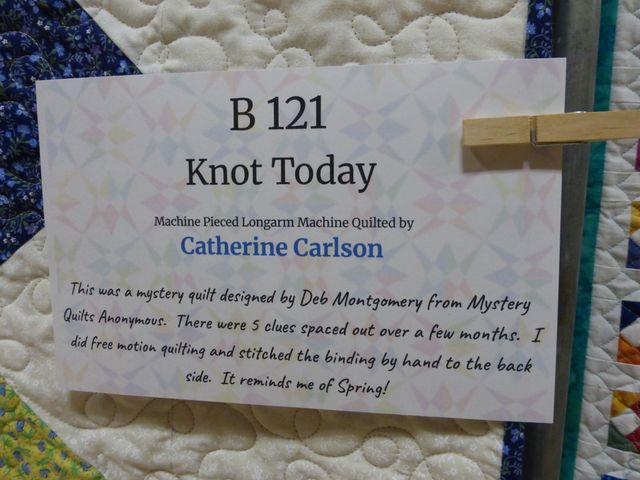 B 121
Knot Today
Machine Pieced Longarm Machine Quilted by
Catherine Carlson
This was a mystery quilt designed by Deb Montgomery from Mystery
Quilts Anonymous. There were 5 clues spaced out over a few months. I
did free motion quilting and stitched the binding by hand to the back
side. It reminds me of Spring!